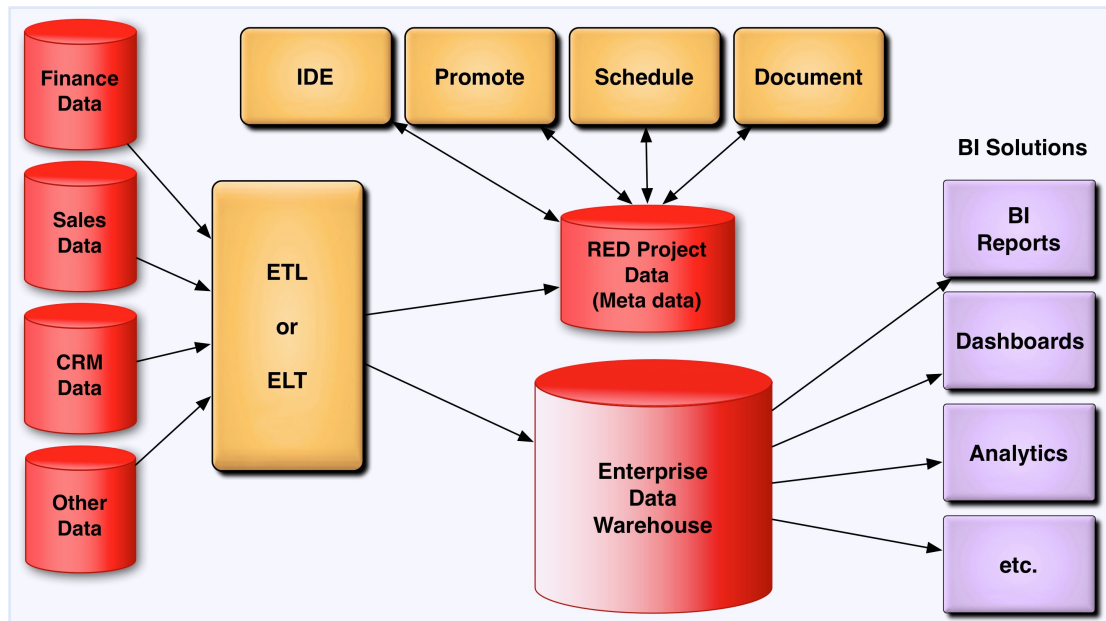 Finance
Data
Sales
Data
CRM
Data
Other
Data
ETL
or
ELT
IDE
Promote
Schedule
Document
RED Project
Data
(Meta data)
Enterprise
Data
Warehouse
BI Solutions
BI
Reports
Dashboards
Analytics
etc.